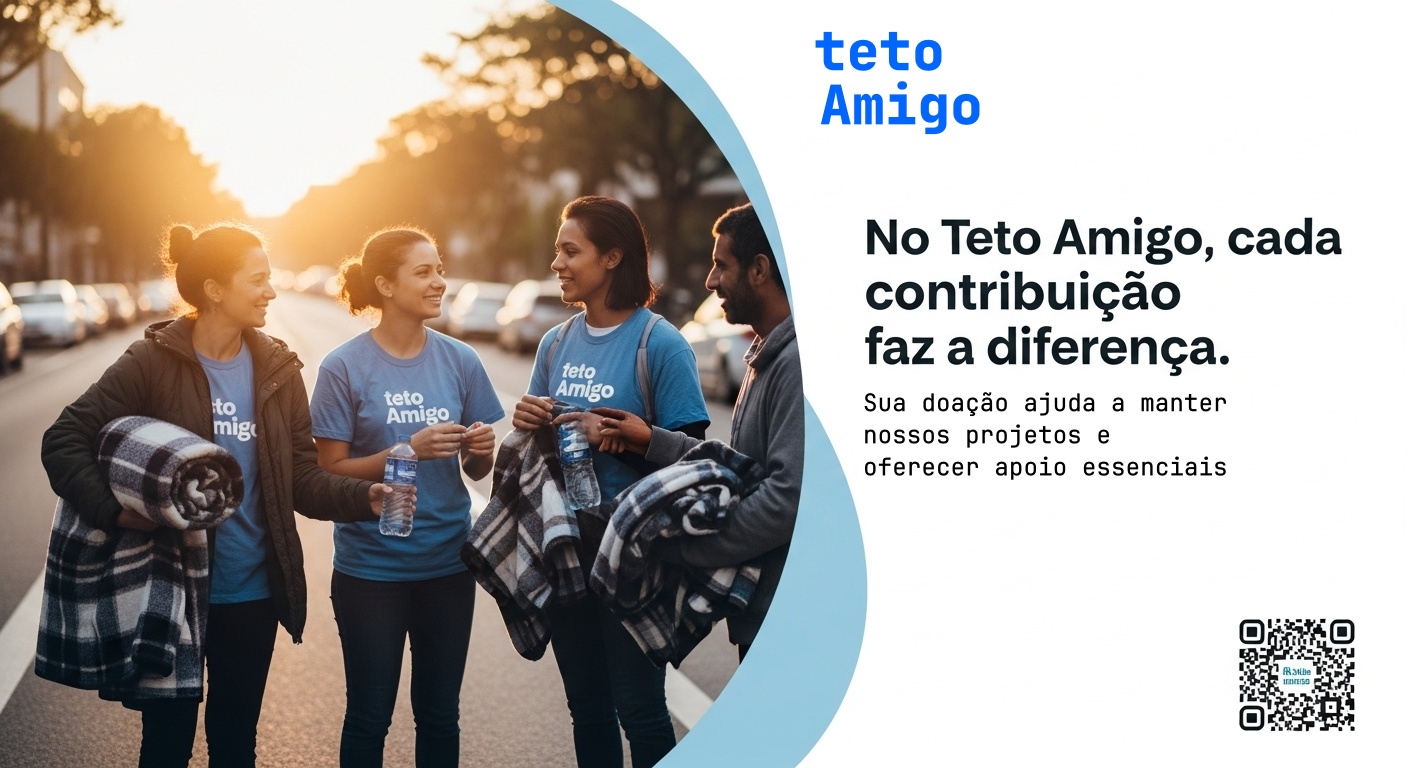 teto
Amigo
No Teto Amigo, cada
contribuição
faz a diferença.
Sua doação ajuda a manter
nossos projetos e
oferecer apoio essenciais
teto
Amigo
teto
Amigo